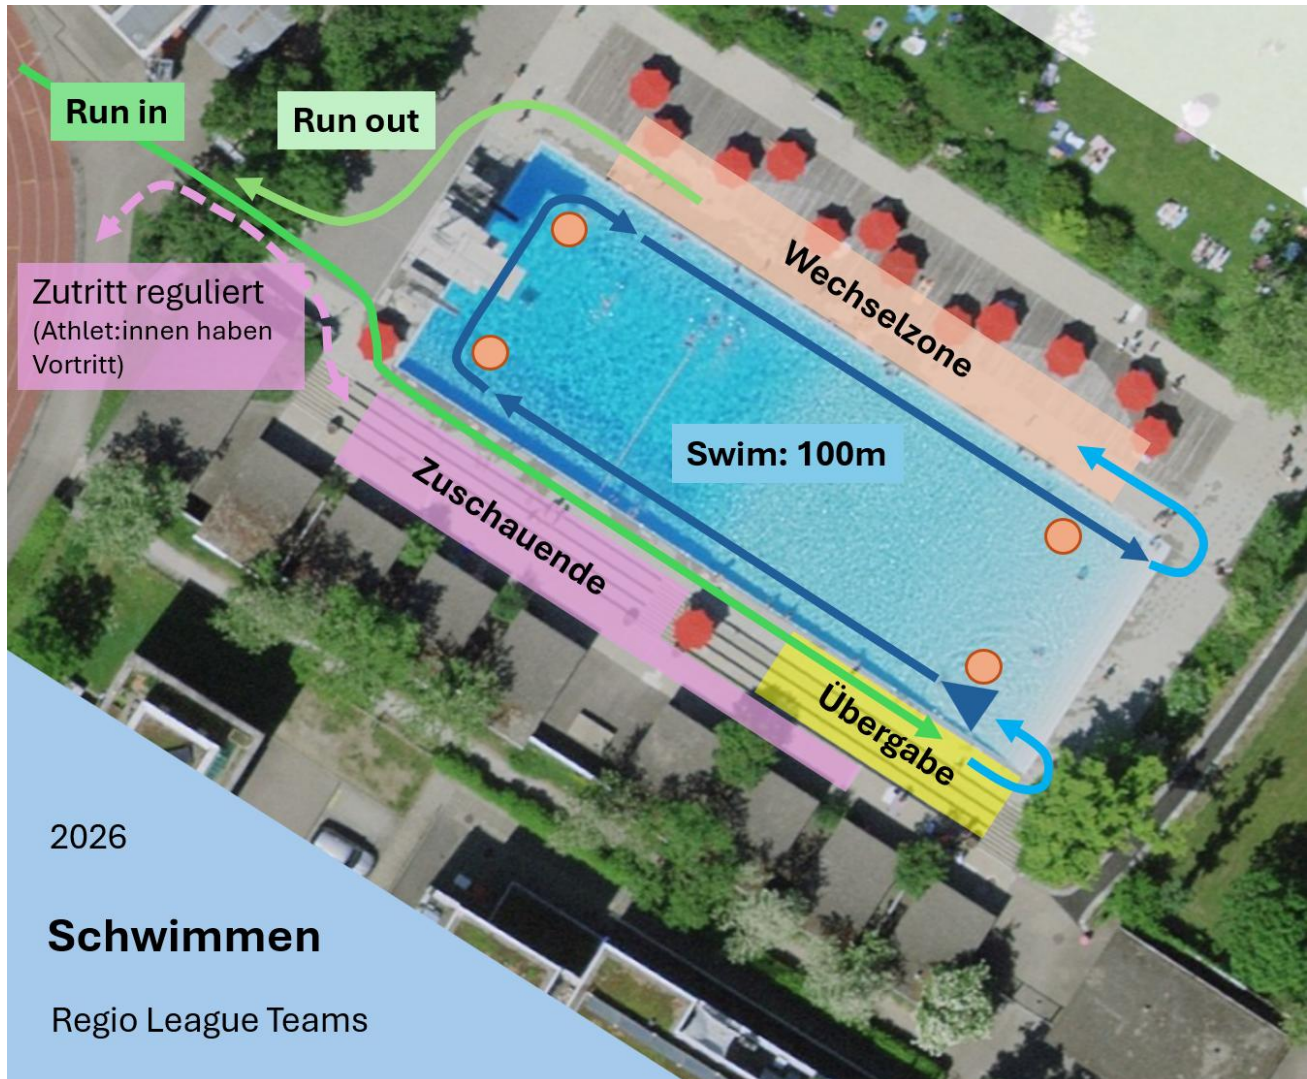 Run in
Run out
Zutritt reguliert
(Athlet:innen haben
Vortritt)
Wechselzone
Swim: 100m
Zuschauende
Übergabe
2026
Schwimmen
Regio League Teams